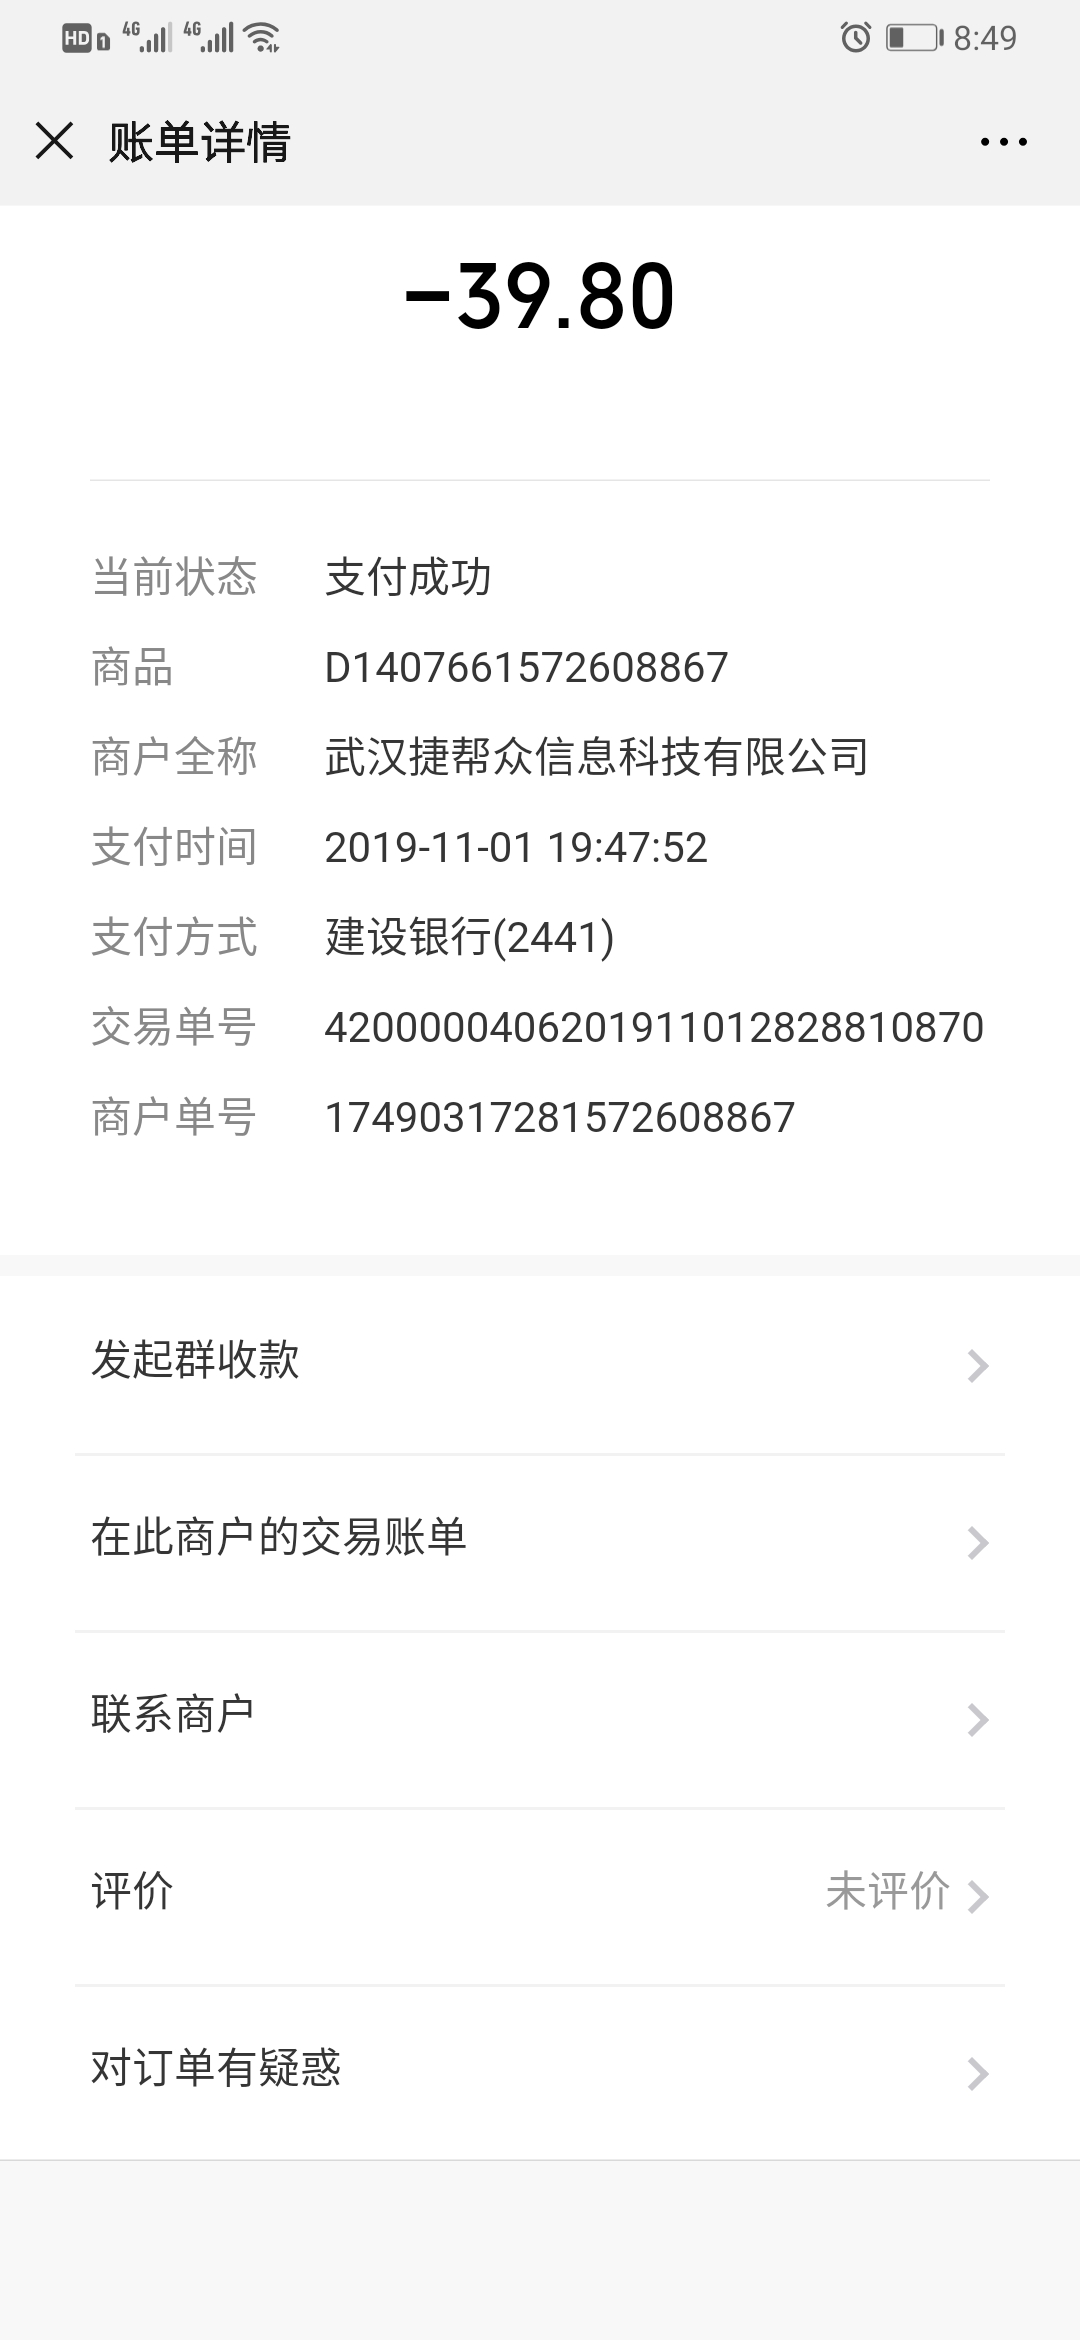 HD 1 4G 4G 8:49
账单详情
-39.80
当前状态 支付成功
商品 D1407661572608867
商户全称 武汉捷帮众信息科技有限公司
支付时间 2019-11-01 19:47:52
支付方式 建设银行(2441)
交易单号 4200000406201911012828810870
商户单号 17490317281572608867
发起群收款
在此商户的交易账单
联系商户
评价 未评价
对订单有疑惑